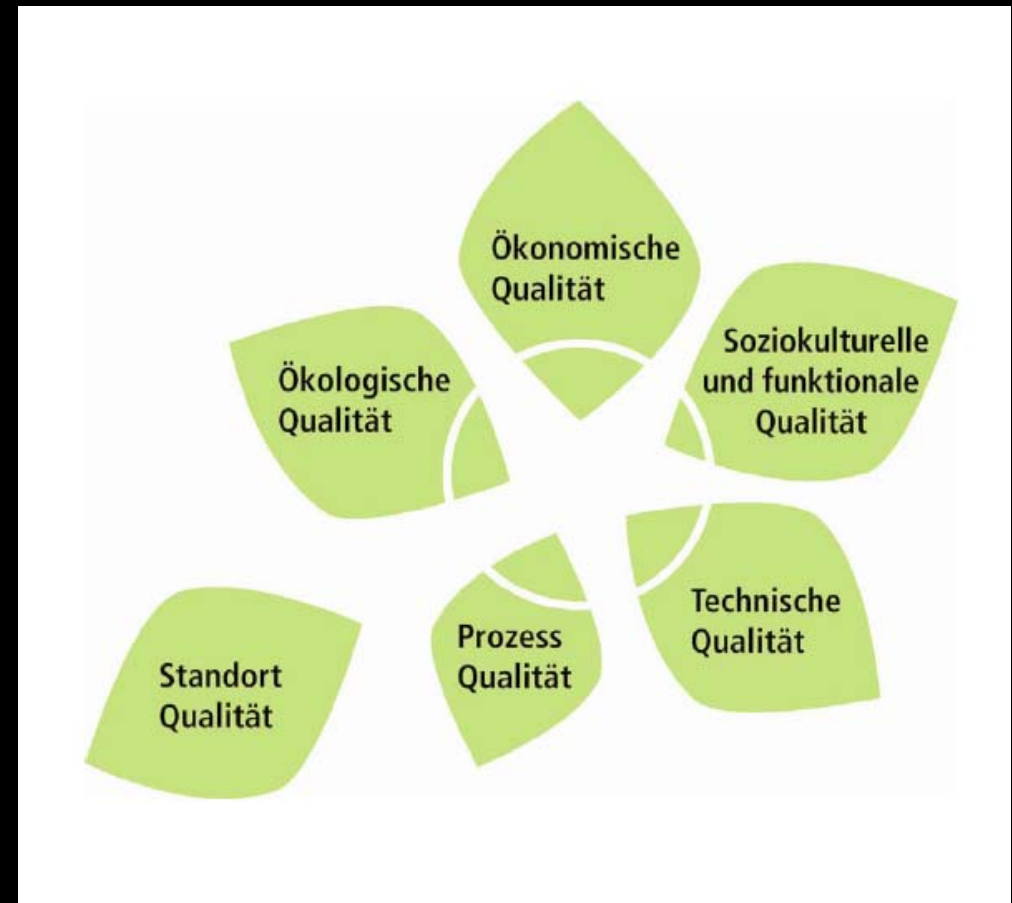 Ökonomische
Qualität
Soziokulturelle
und funktionale
Qualität
Ökologische
Qualität
Technische
Qualität
Prozess
Qualität
Standort
Qualität